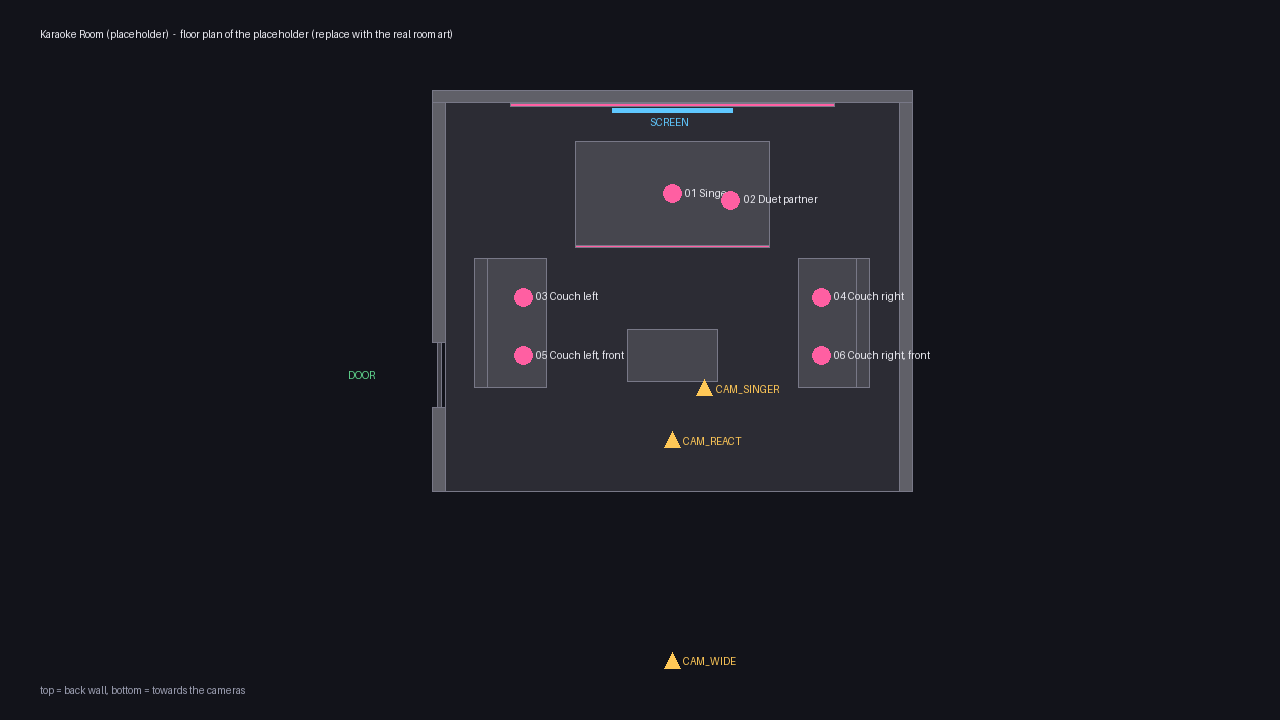 Karaoke Room (placeholder) - floor plan of the placeholder (replace with the real room art)
SCREEN
01 Singe
02 Duet partner
03 Couch left
04 Couch right
05 Couch left, front
06 Couch right, front
DOOR
CAM_SINGER
CAM_REACT
CAM_WIDE
top = back wall, bottom = towards the cameras